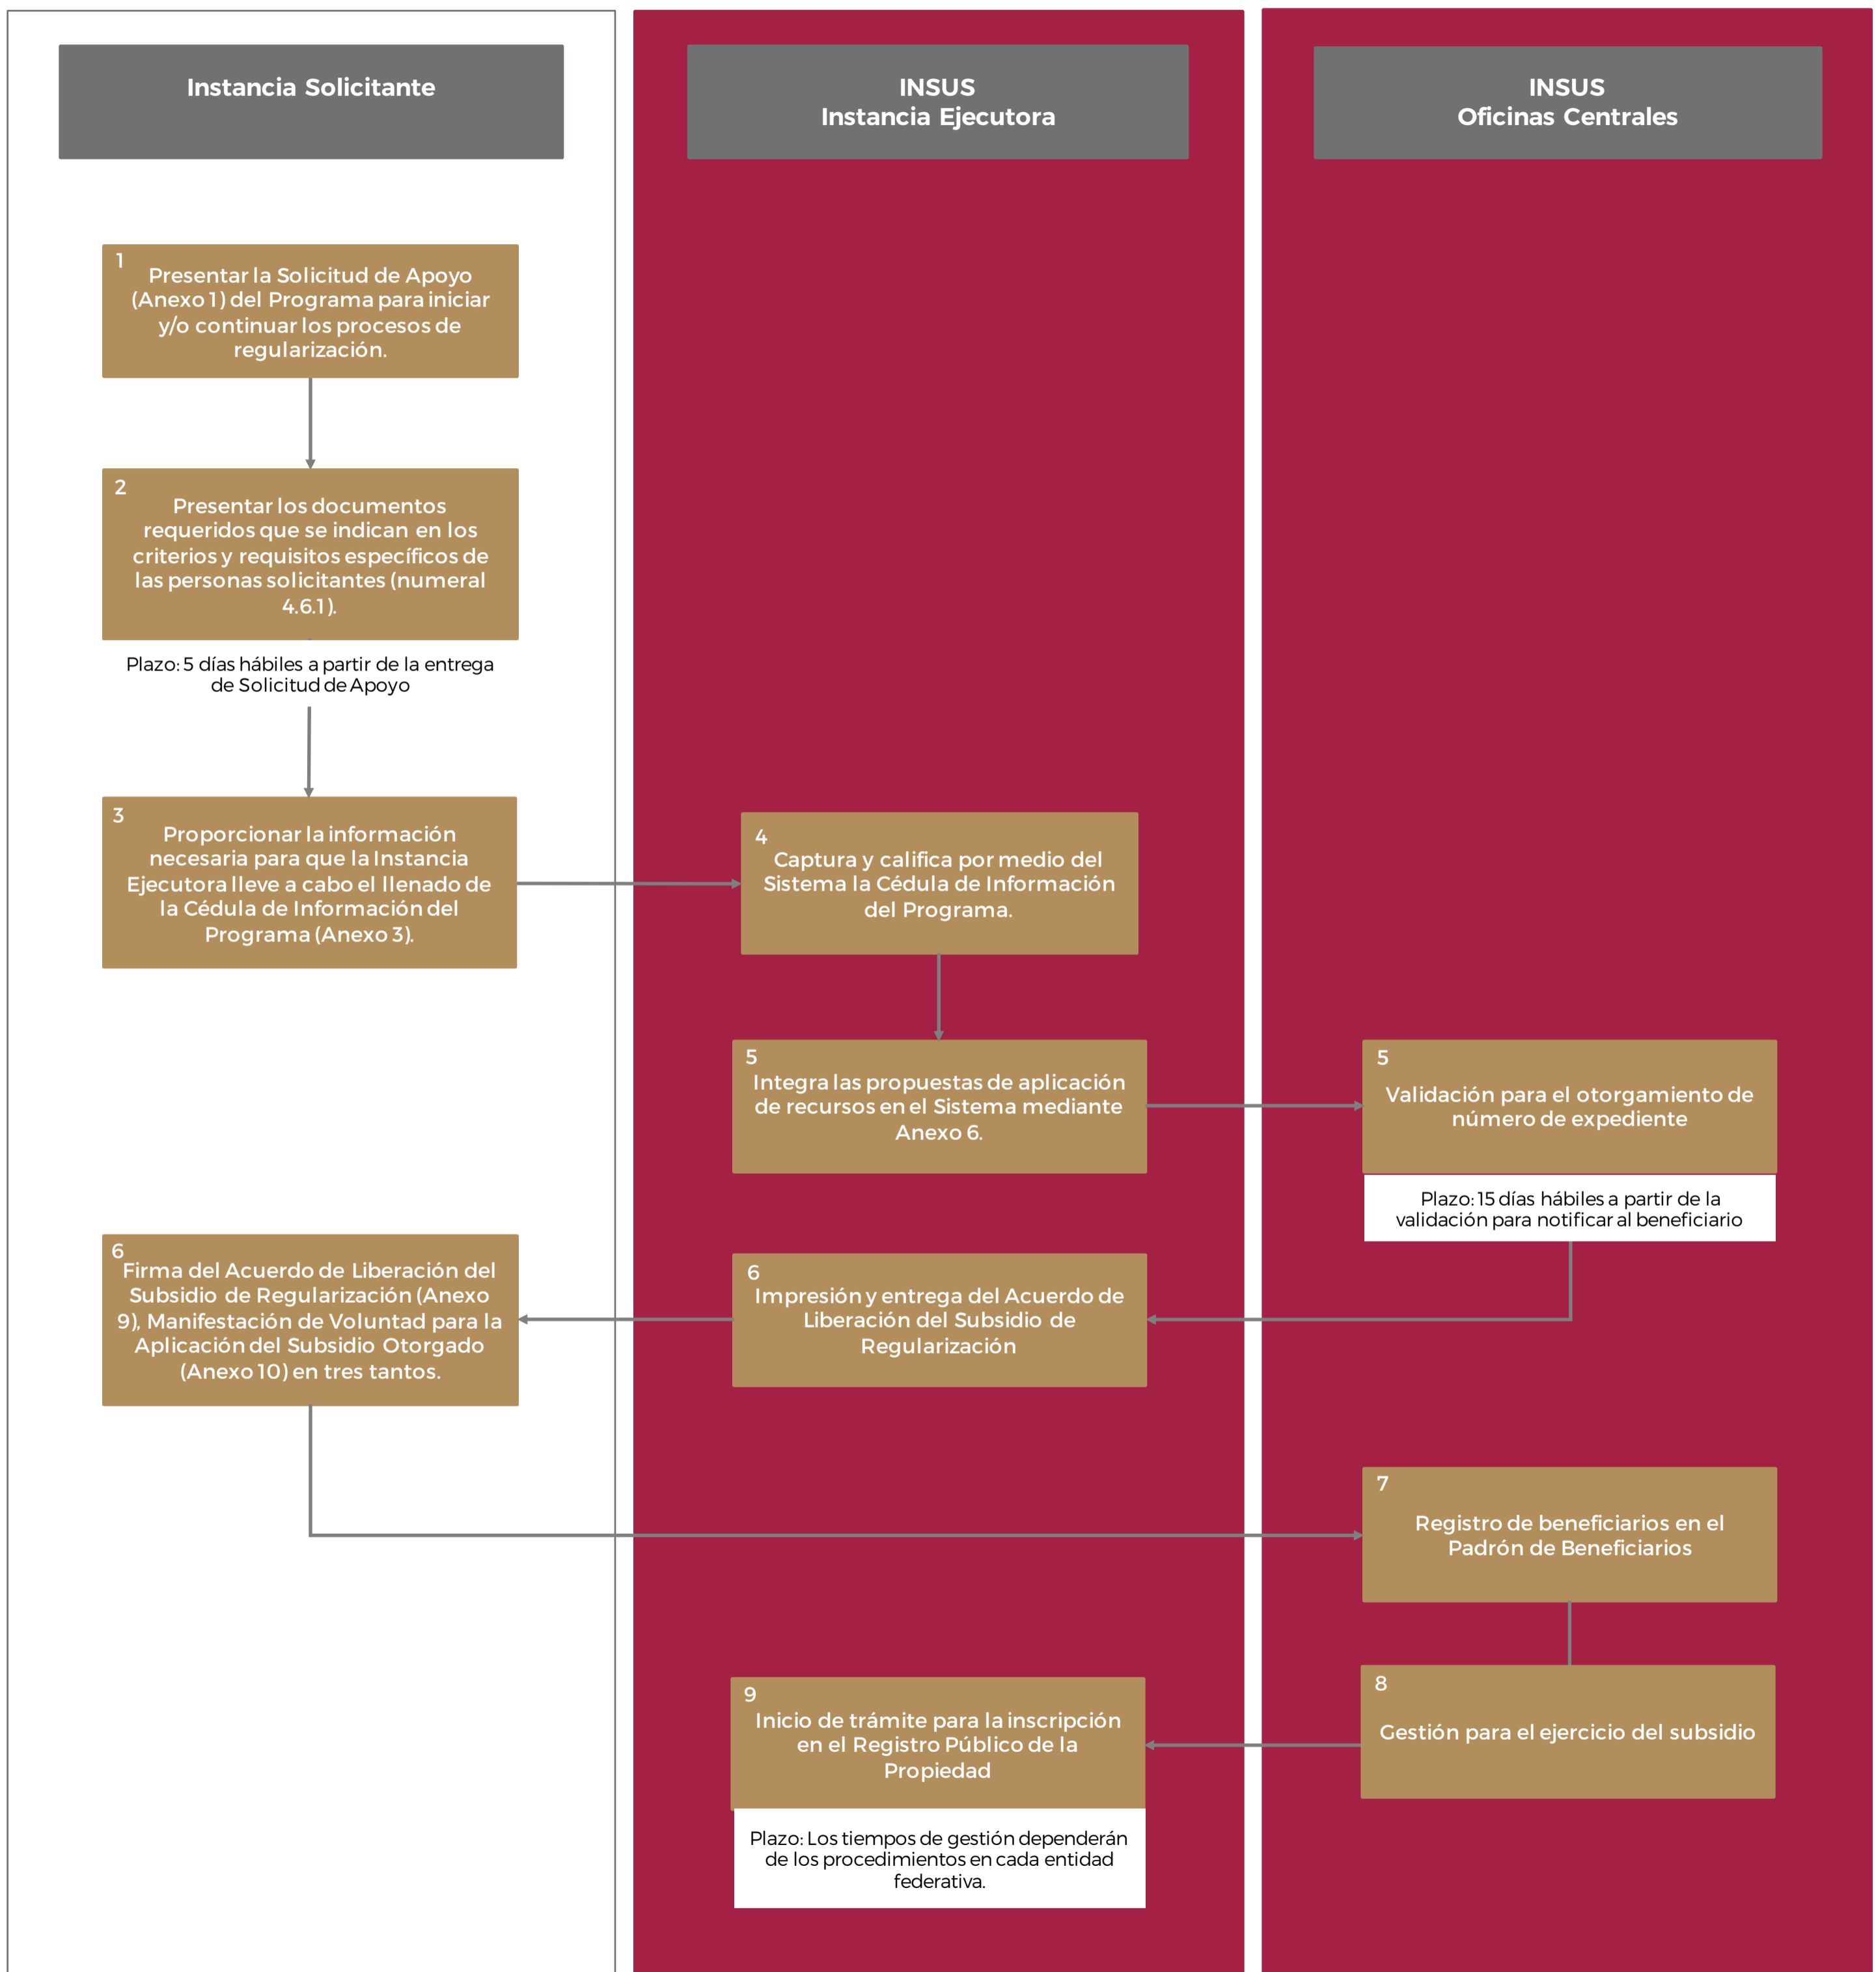 Instancia Solicitante
INSUS
Instancia Ejecutora
INSUS
Oficinas Centrales
1
Presentar la Solicitud de Apoyo
(Anexo 1) del Programa para iniciar
y/o continuar los procesos de
regularización.
2
Presentar los documentos
requeridos que se indican en los
criterios y requisitos específicos de
las personas solicitantes (numeral
4.6.1).
Plazo: 5 días hábiles a partir de la entrega
de Solicitud de Apoyo
3
Proporcionar la información
necesaria para que la Instancia
Ejecutora lleve a cabo el llenado de
la Cédula de Información del
Programa (Anexo 3).
4
Captura y califica por medio del
Sistema la Cédula de Información
del Programa.
5
Integra las propuestas de aplicación
de recursos en el Sistema mediante
Anexo 6.
5
Validación para el otorgamiento de
número de expediente
Plazo: 15 días hábiles a partir de la
validación para notificar al beneficiario
6
Impresión y entrega del Acuerdo de
Liberación del Subsidio de
Regularización
6
Firma del Acuerdo de Liberación del
Subsidio de Regularización (Anexo
9), Manifestación de Voluntad para la
Aplicación del Subsidio Otorgado
(Anexo 10) en tres tantos.
7
Registro de beneficiarios en el
Padrón de Beneficiarios
8
Gestión para el ejercicio del subsidio
9
Inicio de trámite para la inscripción
en el Registro Público de la
Propiedad
Plazo: Los tiempos de gestión dependerán
de los procedimientos en cada entidad
federativa.